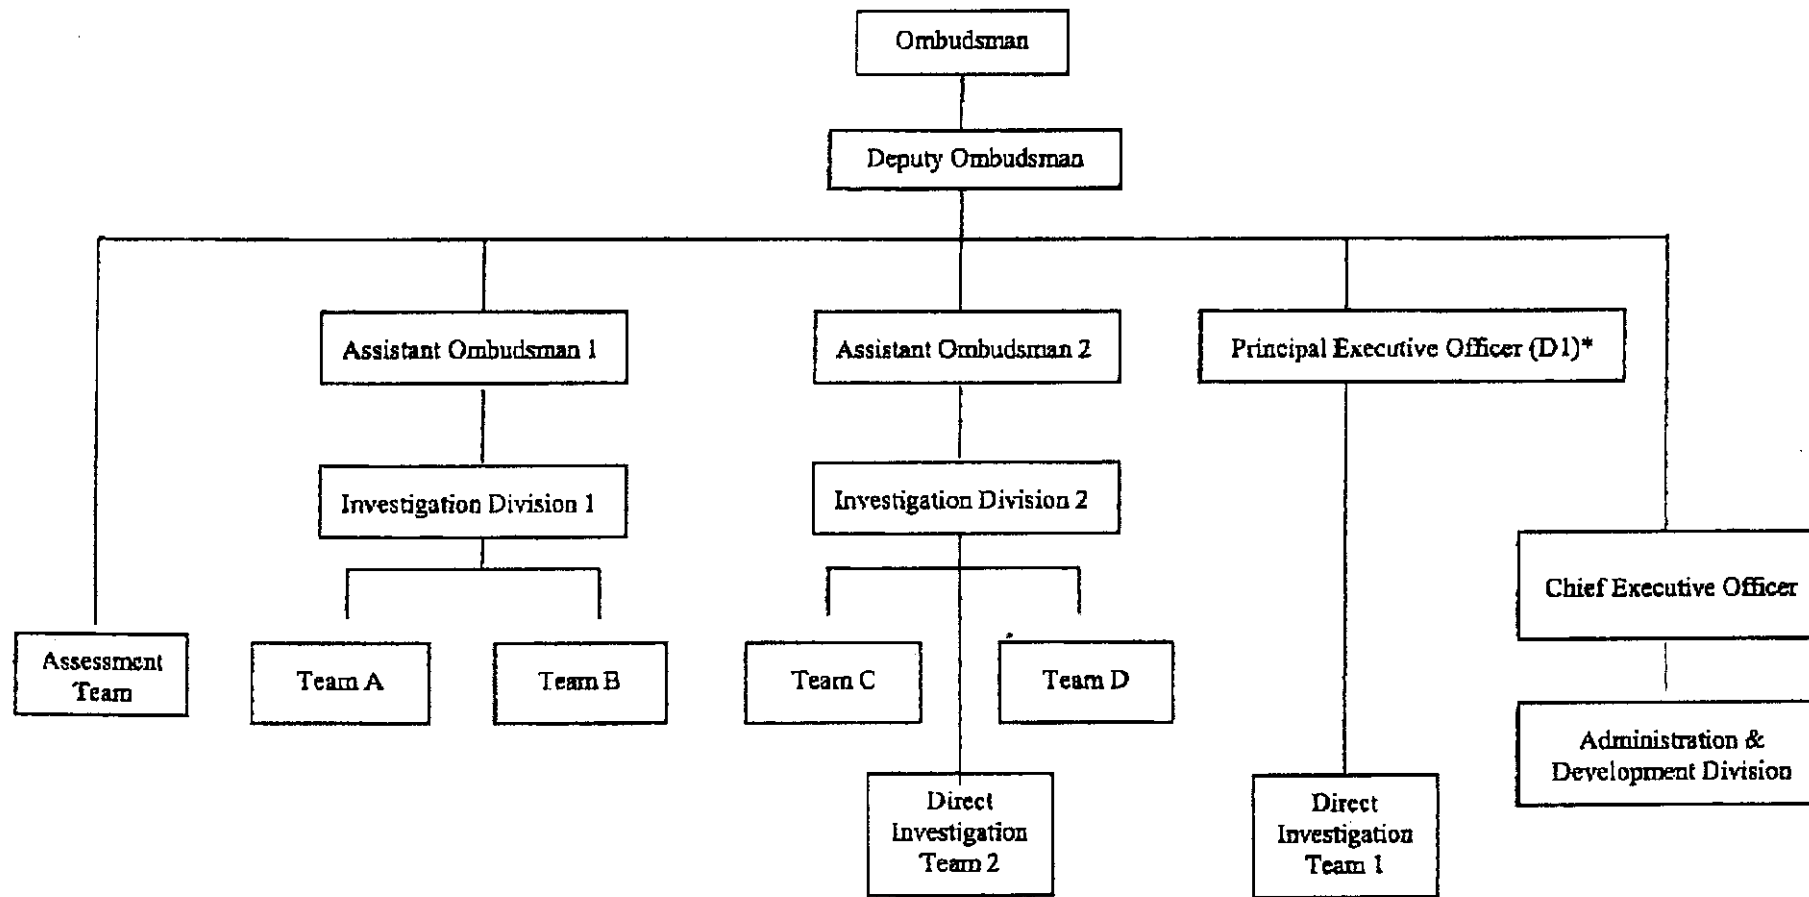 Ombudsman
Deputy Ombudsman
Assistant Ombudsman 1
Assistant Ombudsman 2
Principal Executive Officer (D1)*
Investigation Division 1
Investigation Division 2
Chief Executive Officer
Assessment
Team
Team A
Team B
Team C
Team D
Administration &
Development Division
Direct
Investigation
Team 2
Direct
Investigation
Team 1